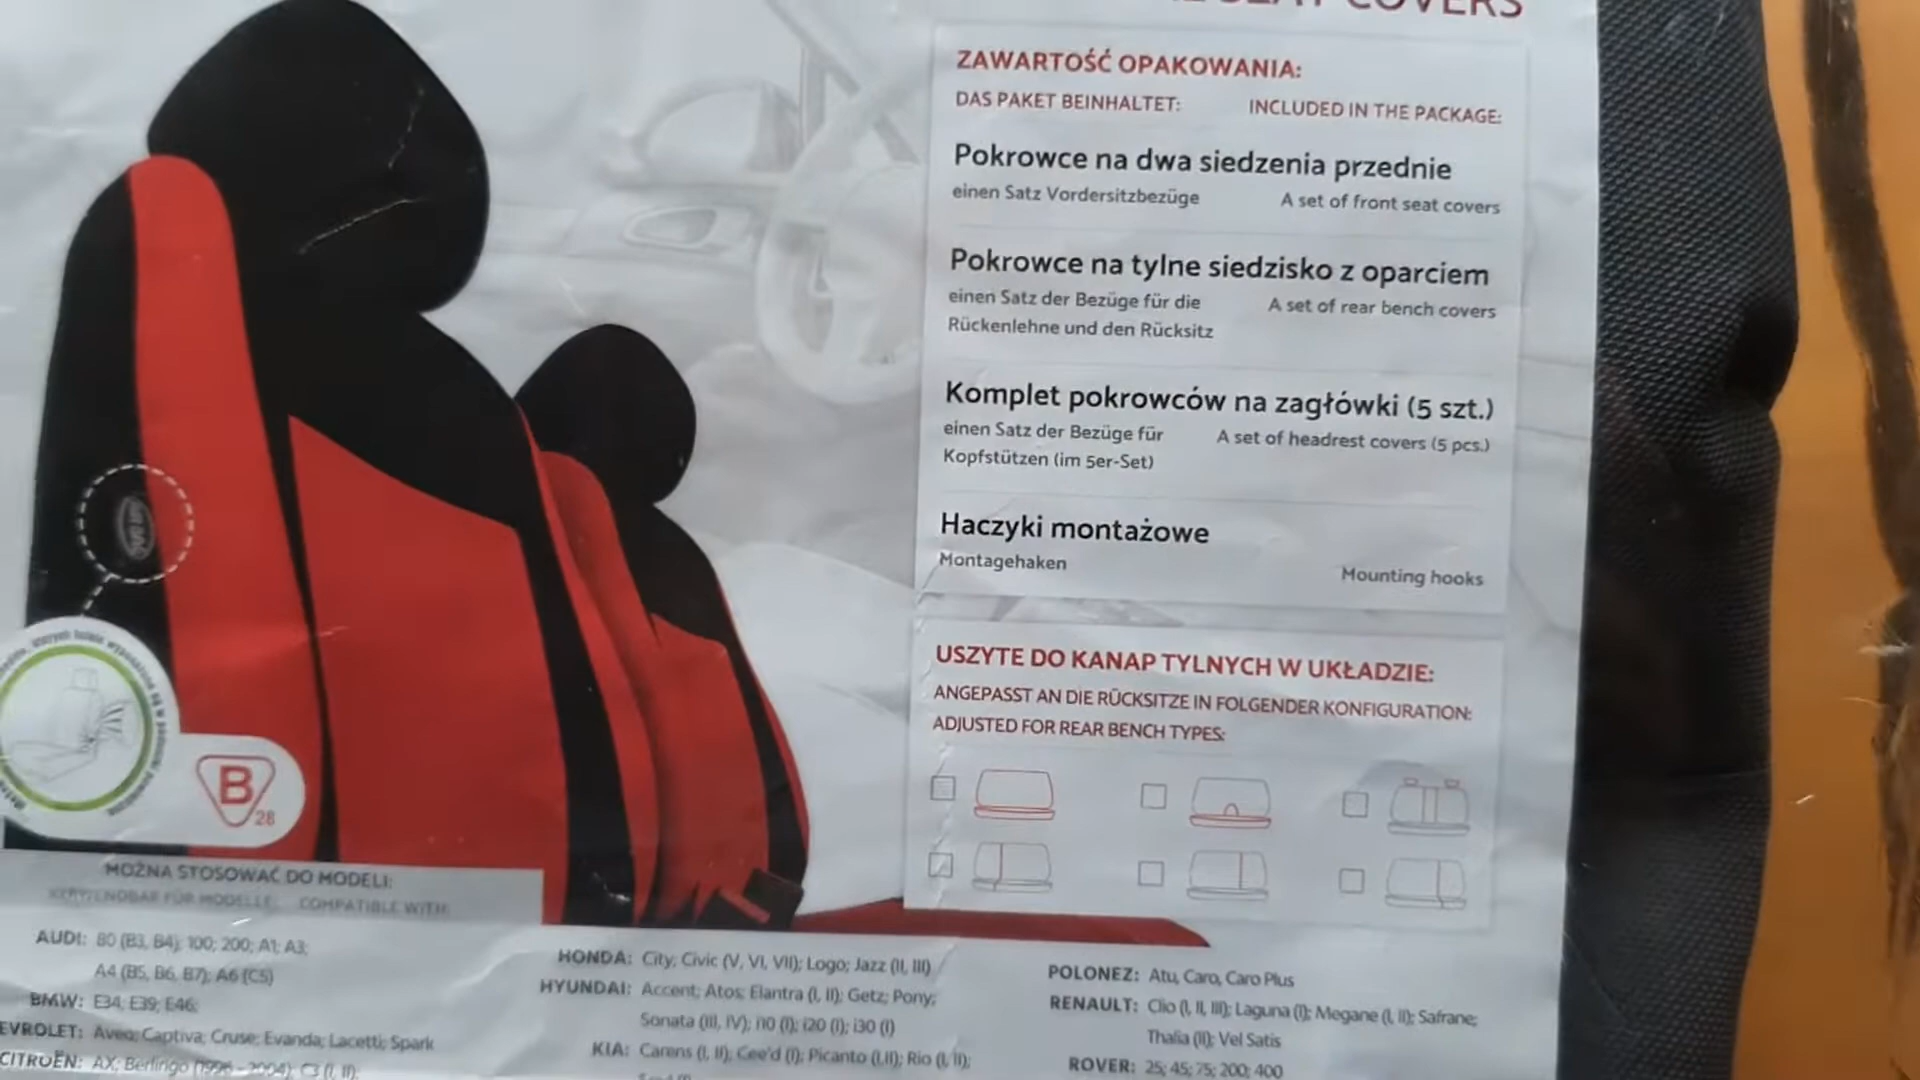 SEAT COVERS
ZAWARTOŚĆ OPAKOWANIA:
DAS PAKET BEINHALTET: INCLUDED IN THE PACKAGE:
Pokrowce na dwa siedzenia przednie
einen Satz Vordersitzbezüge A set of front seat covers
Pokrowce na tylne siedzisko z oparciem
einen Satz der Bezüge für die A set of rear bench covers
Rückenlehne und den Rücksitz
Komplet pokrowców na zagłówki (5 szt.)
einen Satz der Bezüge für A set of headrest covers (5 pcs.)
Kopfstützen (im 5er-Set)
Haczyki montażowe
Montagehaken Mounting hooks
USZYTE DO KANAP TYLNYCH W UKŁADZIE:
ANGEPASST AN DIE RÜCKSITZE IN FOLGENDER KONFIGURATION:
ADJUSTED FOR REAR BENCH TYPES:
B
28
MOŻNA STOSOWAĆ DO MODELI:
FÜR MODELLE: COMPATIBLE WITH:
AUDI: 80 (B3, B4); 100; 200; A1; A3;
A4 (B5, B6, B7); A6 (C5)
BMW: E34; E39; E46;
EVROLET: Aveo; Captiva; Cruse; Evanda; Lacetti; Spark
CITROËN: AX; Berlingo (1996 - 2004); C3 (I, II);
HONDA: City; Civic (V, VI, VII); Logo; Jazz (II, III)
HYUNDAI: Accent; Atos; Elantra (I, II); Getz; Pony;
Sonata (III, IV); i10 (I); i20 (I); i30 (I)
KIA: Carens (I, II); Cee'd (I); Picanto (I,II); Rio (I, II);
POLONEZ: Atu, Caro, Caro Plus
RENAULT: Clio (I, II, III); Laguna (I); Megane (I, II); Safrane;
Thalia (II); Vel Satis
ROVER: 25; 45; 75; 200; 400